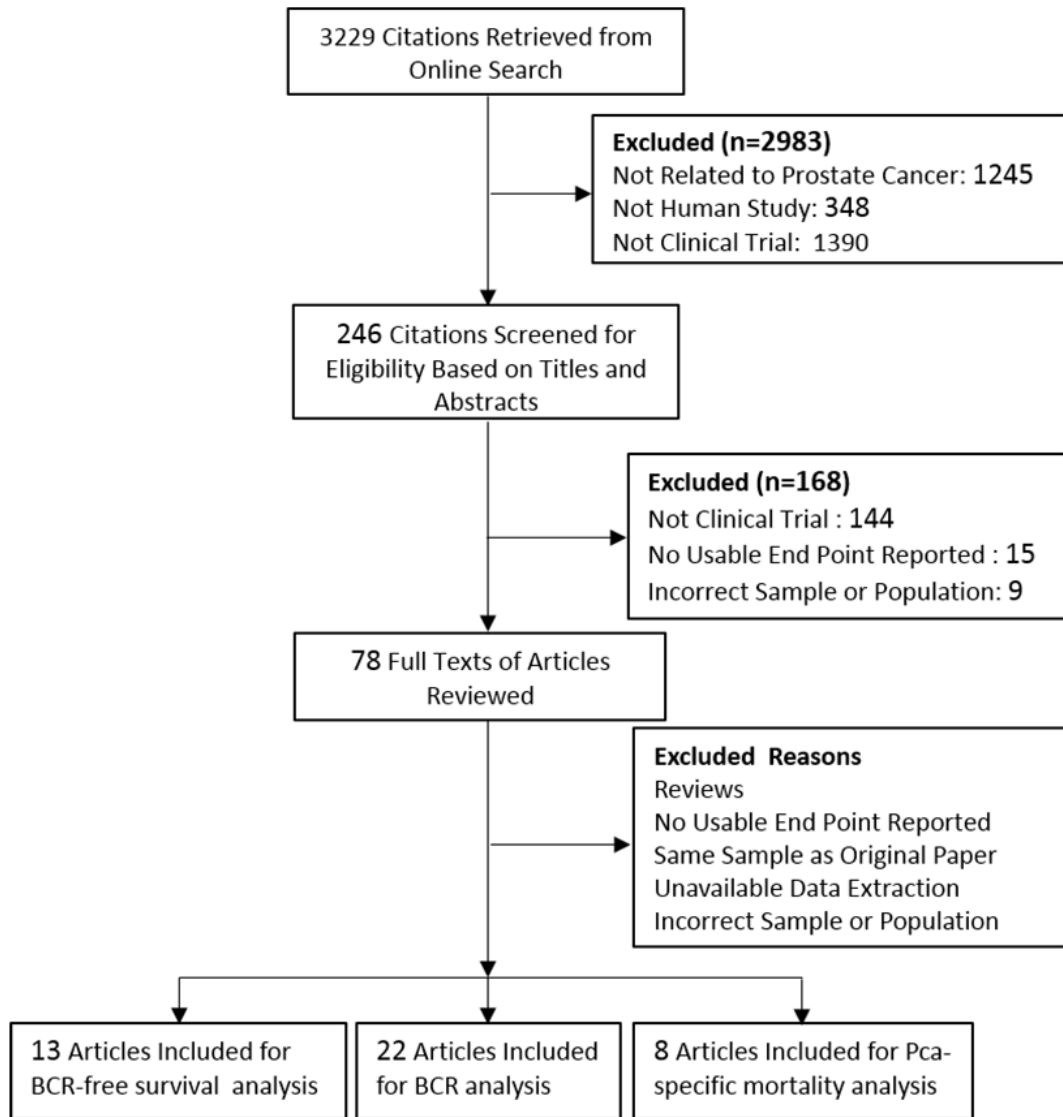 3229 Citations Retrieved from
Online Search
Excluded (n=2983)
Not Related to Prostate Cancer: 1245
Not Human Study: 348
Not Clinical Trial: 1390
246 Citations Screened for
Eligibility Based on Titles and
Abstracts
Excluded (n=168)
Not Clinical Trial : 144
No Usable End Point Reported : 15
Incorrect Sample or Population: 9
78 Full Texts of Articles
Reviewed
Excluded Reasons
Reviews
No Usable End Point Reported
Same Sample as Original Paper
Unavailable Data Extraction
Incorrect Sample or Population
13 Articles Included for
BCR-free survival analysis
22 Articles Included
for BCR analysis
8 Articles Included for Pca-
specific mortality analysis